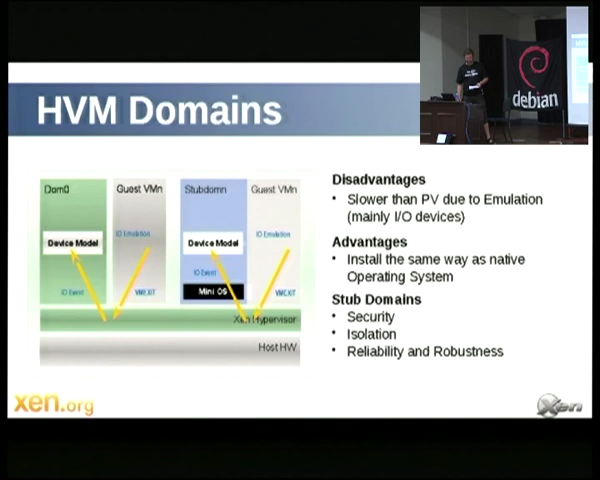 HVM Domains
debian
Dom0
Guest VMn
Stubdomn
Guest VMn
IO Emulation
IO Emulation
Device Model
Device Model
IO Event
IO Event
VMEXIT
Mini OS
VMEXIT
Xen Hypervisor
Host HW
Disadvantages
• Slower than PV due to Emulation
(mainly I/O devices)
Advantages
• Install the same way as native
Operating System
Stub Domains
• Security
• Isolation
• Reliability and Robustness
xen.org
Xen